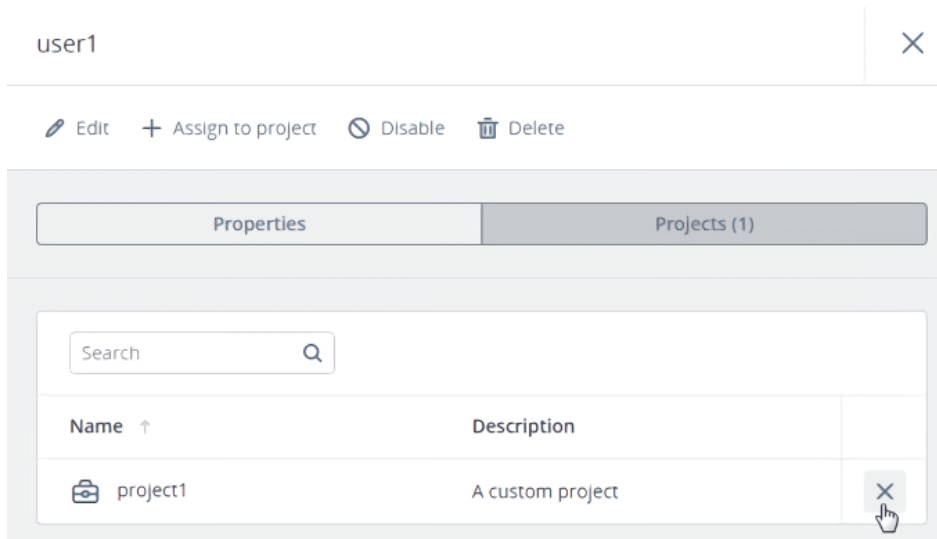 user1
Edit Assign to project Disable Delete
Properties Projects (1)
Search
Name Description
project1 A custom project